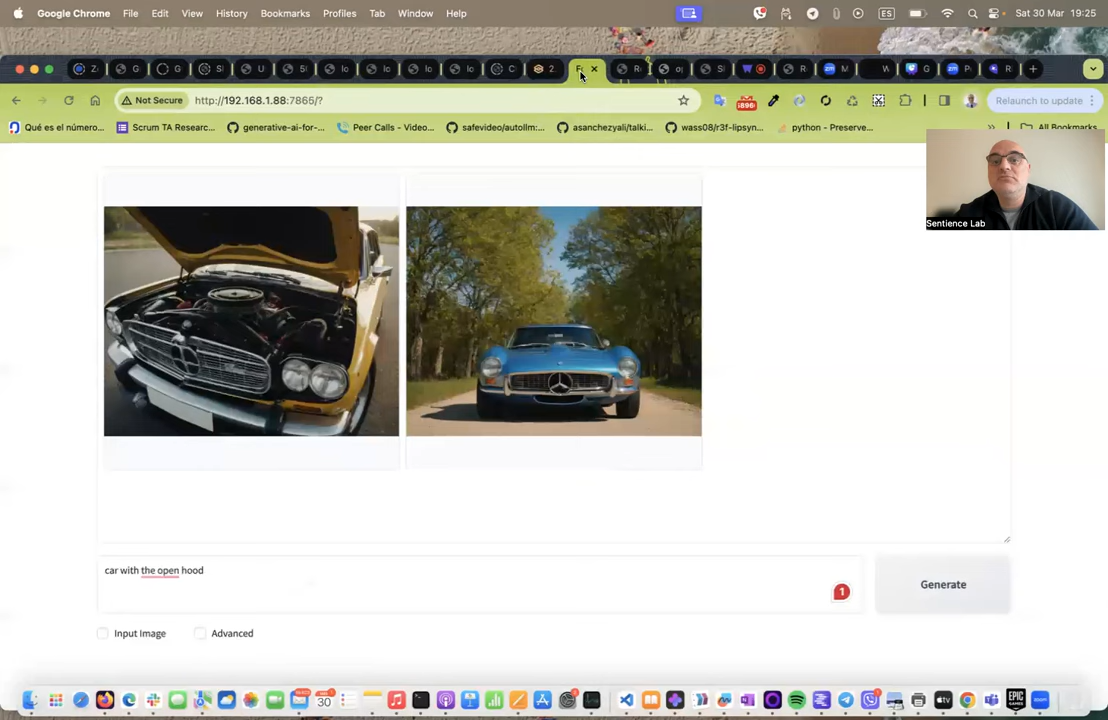 Google Chrome File Edit View History Bookmarks Profiles Tab Window Help ES Sat 30 Mar 19:25
Not Secure http://192.168.1.88:7866/? Relaunch to update
Qué es el número... Scrum TA Researc... generative-ai-for-... Peer Calls – Video... safevideo/autollm:... asanchezyali/talki... wass08/r3f-lipsyn... python - Preserve... » All Bookmarks
Sentience Lab
car with the open hood
1
Generate
Input Image Advanced